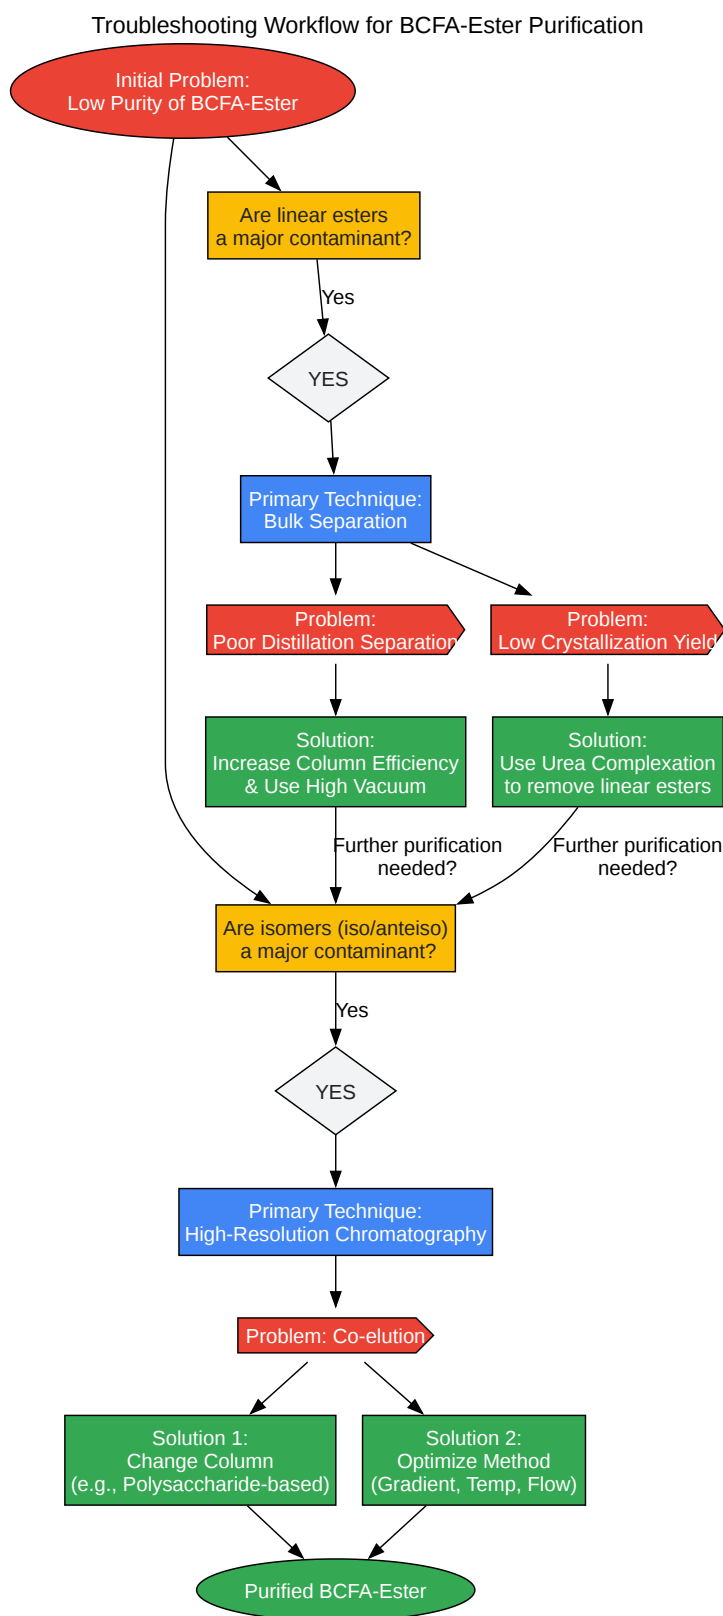 Troubleshooting Workflow for BCFA-Ester Purification
Initial Problem:
Low Purity of BCFA-Ester
Are linear esters
a major contaminant?
Yes
YES
Primary Technique:
Bulk Separation
Problem:
Poor Distillation Separation
Problem:
Low Crystallization Yield
Solution:
Increase Column Efficiency
& Use High Vacuum
Solution:
Use Urea Complexation
to remove linear esters
Further purification
needed?
Further purification
needed?
Are isomers (iso/anteiso)
a major contaminant?
Yes
YES
Primary Technique:
High-Resolution Chromatography
Problem: Co-elution
Solution 1:
Change Column
(e.g., Polysaccharide-based)
Solution 2:
Optimize Method
(Gradient, Temp, Flow)
Purified BCFA-Ester